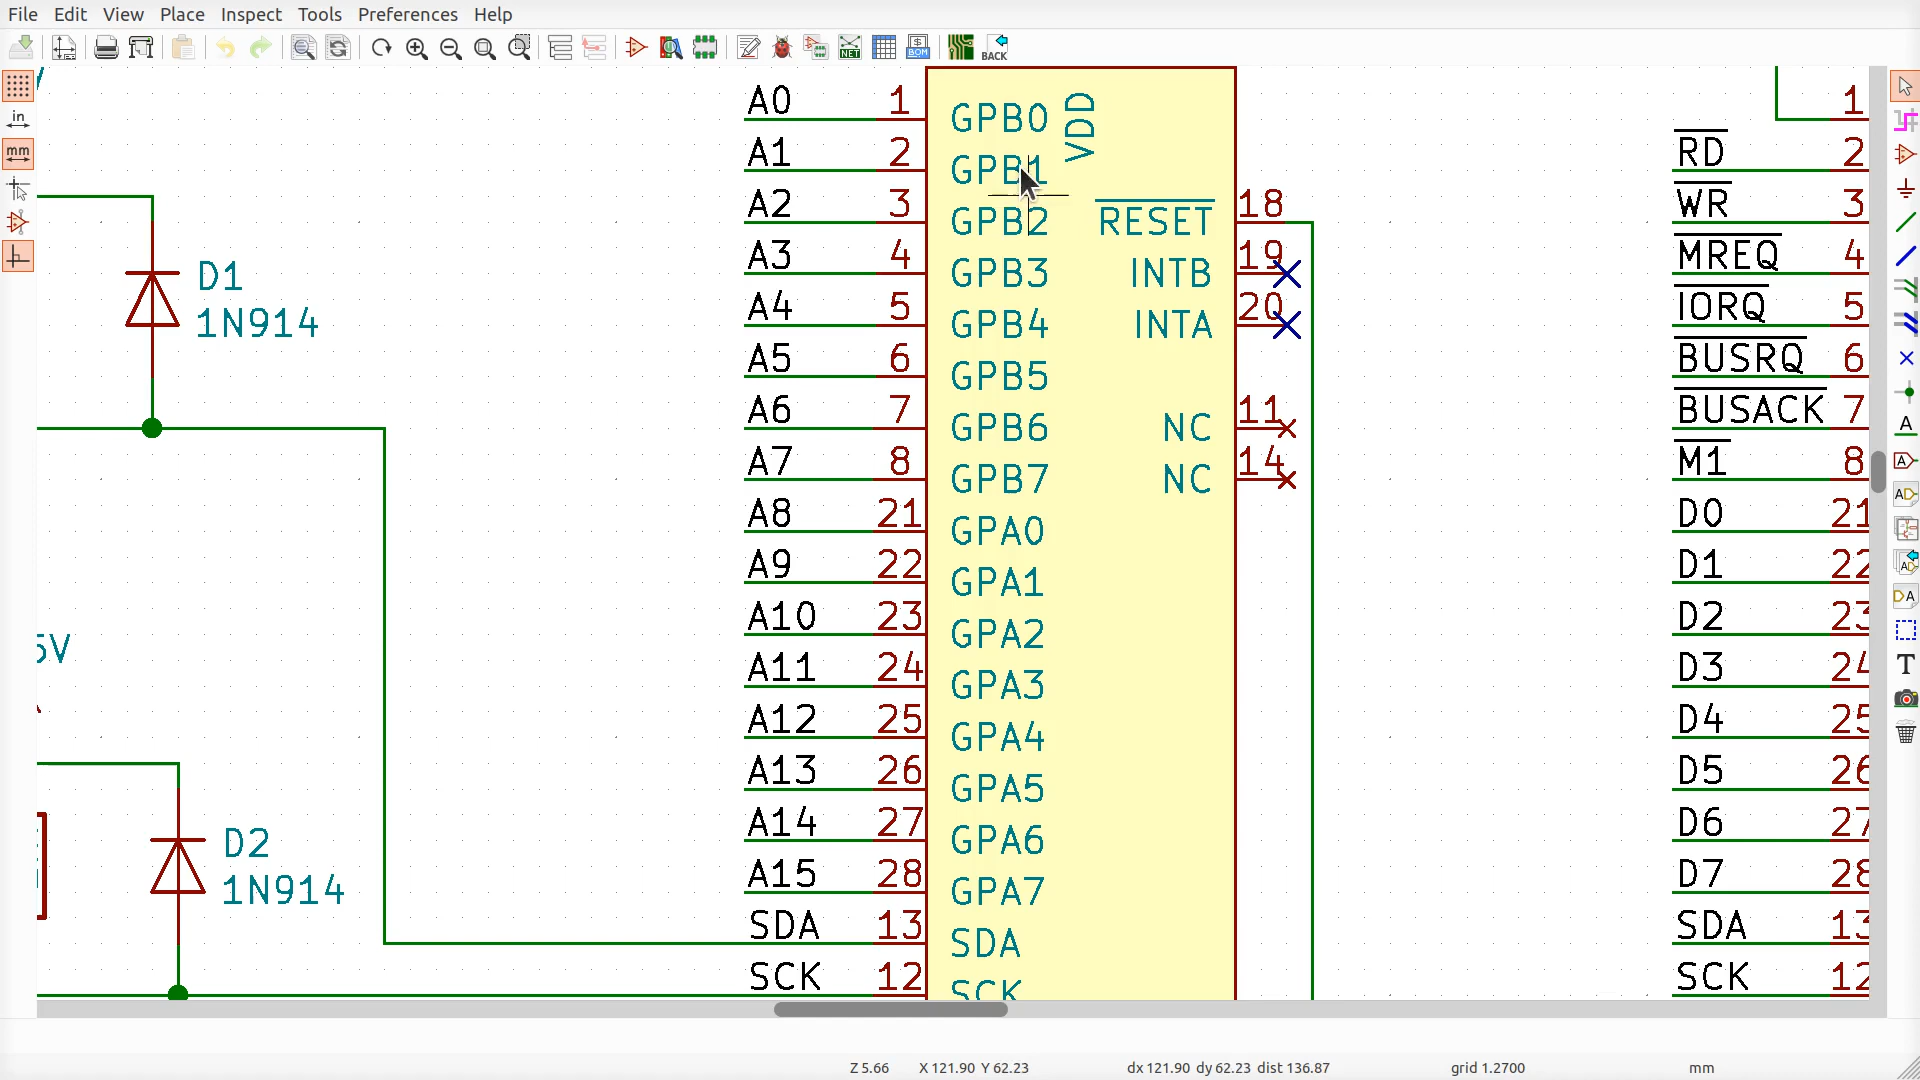 File Edit View Place Inspect Tools Preferences Help
NET
BOM
BACK
in
mm
A0 1 GPB0
VDD
A1 2 GPB1
A2 3 GPB2
RESET 18
A3 4 GPB3
INTB 19
A4 5 GPB4
INTA 20
A5 6 GPB5
A6 7 GPB6
NC 11
A7 8 GPB7
NC 14
A8 21 GPA0
A9 22 GPA1
A10 23 GPA2
A11 24 GPA3
A12 25 GPA4
A13 26 GPA5
A14 27 GPA6
A15 28 GPA7
SDA 13 SDA
SCK 12 SCK
D1
1N914
5V
D2
1N914
1
RD 2
WR 3
MREQ 4
IORQ 5
BUSRQ 6
BUSACK 7
M1 8
D0 21
D1 22
D2 23
D3 24
D4 25
D5 26
D6 27
D7 28
SDA 13
SCK 12
Z 5.66 X 121.90 Y 62.23 dx 121.90 dy 62.23 dist 136.87 grid 1.2700 mm